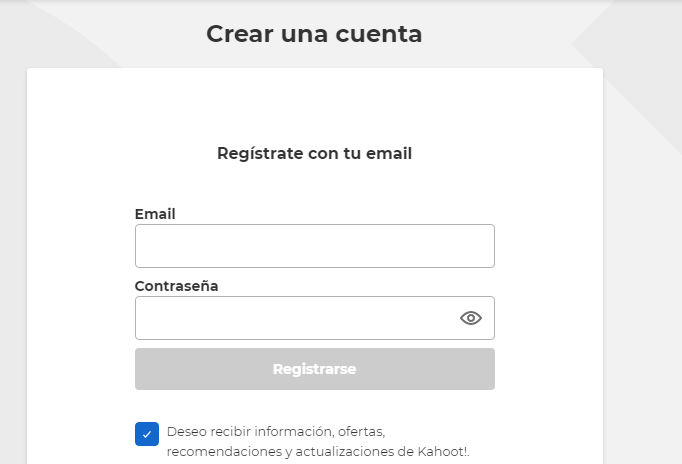 Crear una cuenta
Regístrate con tu email
Email
Contraseña
Registrarse
Deseo recibir información, ofertas,
recomendaciones y actualizaciones de Kahoot!.